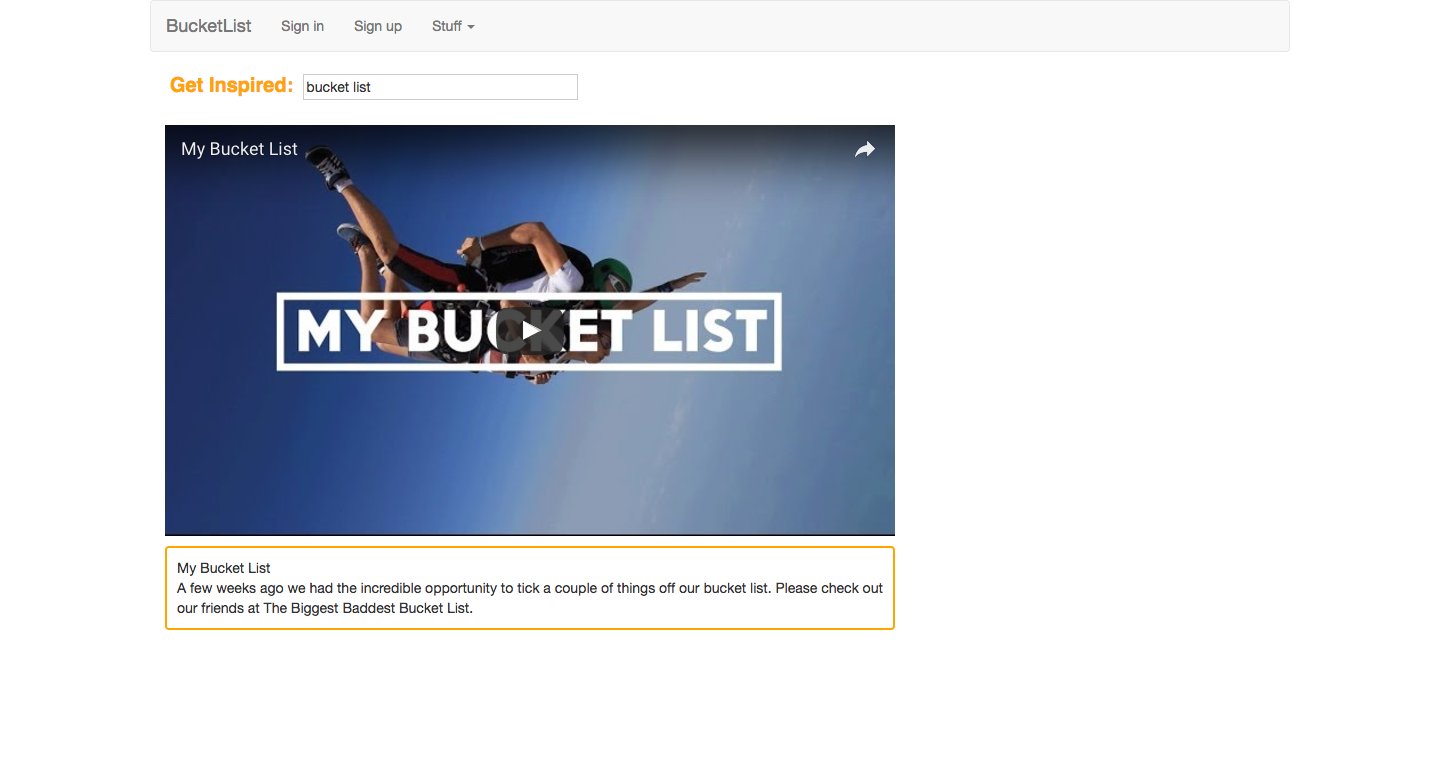 BucketList Sign in Sign up Stuff
Get Inspired: bucket list
My Bucket List
MY BUCKET LIST
My Bucket List
A few weeks ago we had the incredible opportunity to tick a couple of things off our bucket list. Please check out
our friends at The Biggest Baddest Bucket List.